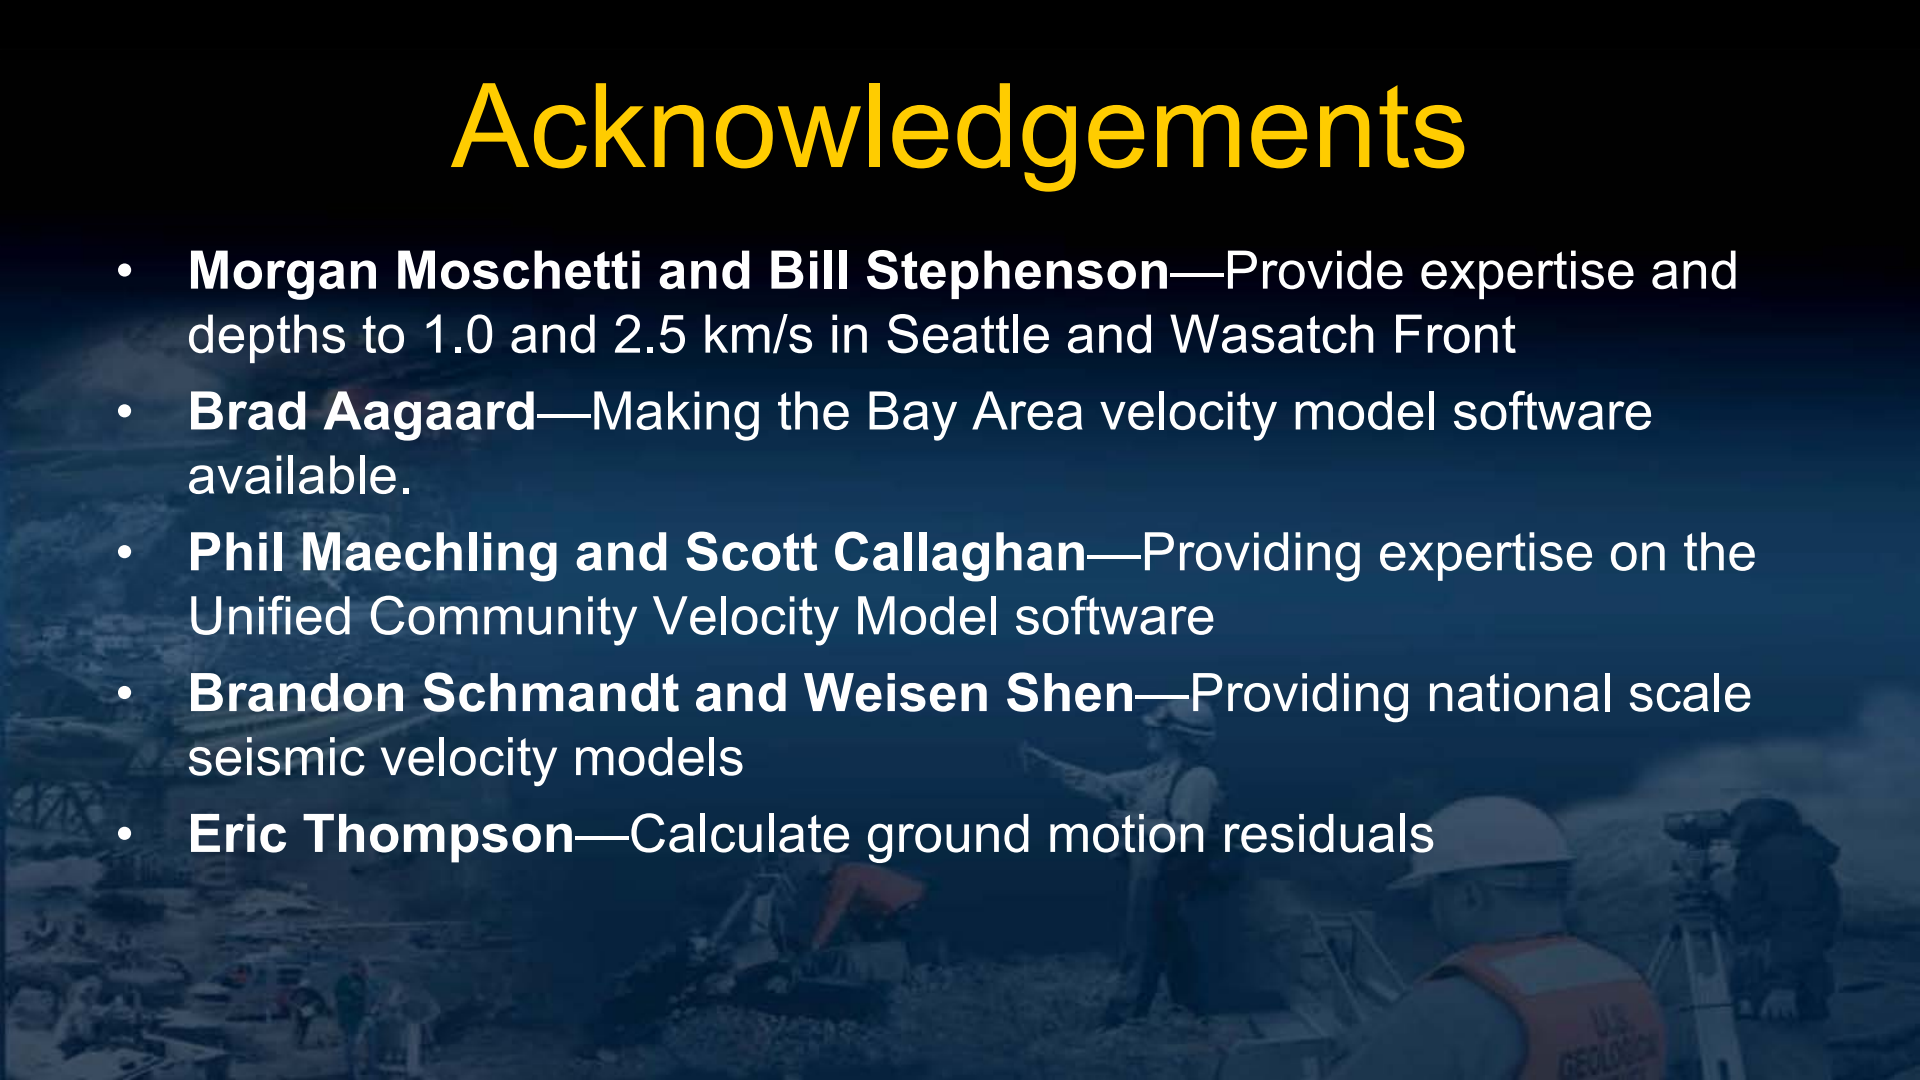 Acknowledgements
• Morgan Moschetti and Bill Stephenson—Provide expertise and
depths to 1.0 and 2.5 km/s in Seattle and Wasatch Front
• Brad Aagaard—Making the Bay Area velocity model software
available.
• Phil Maechling and Scott Callaghan—Providing expertise on the
Unified Community Velocity Model software
• Brandon Schmandt and Weisen Shen—Providing national scale
seismic velocity models
• Eric Thompson—Calculate ground motion residuals
U.S.